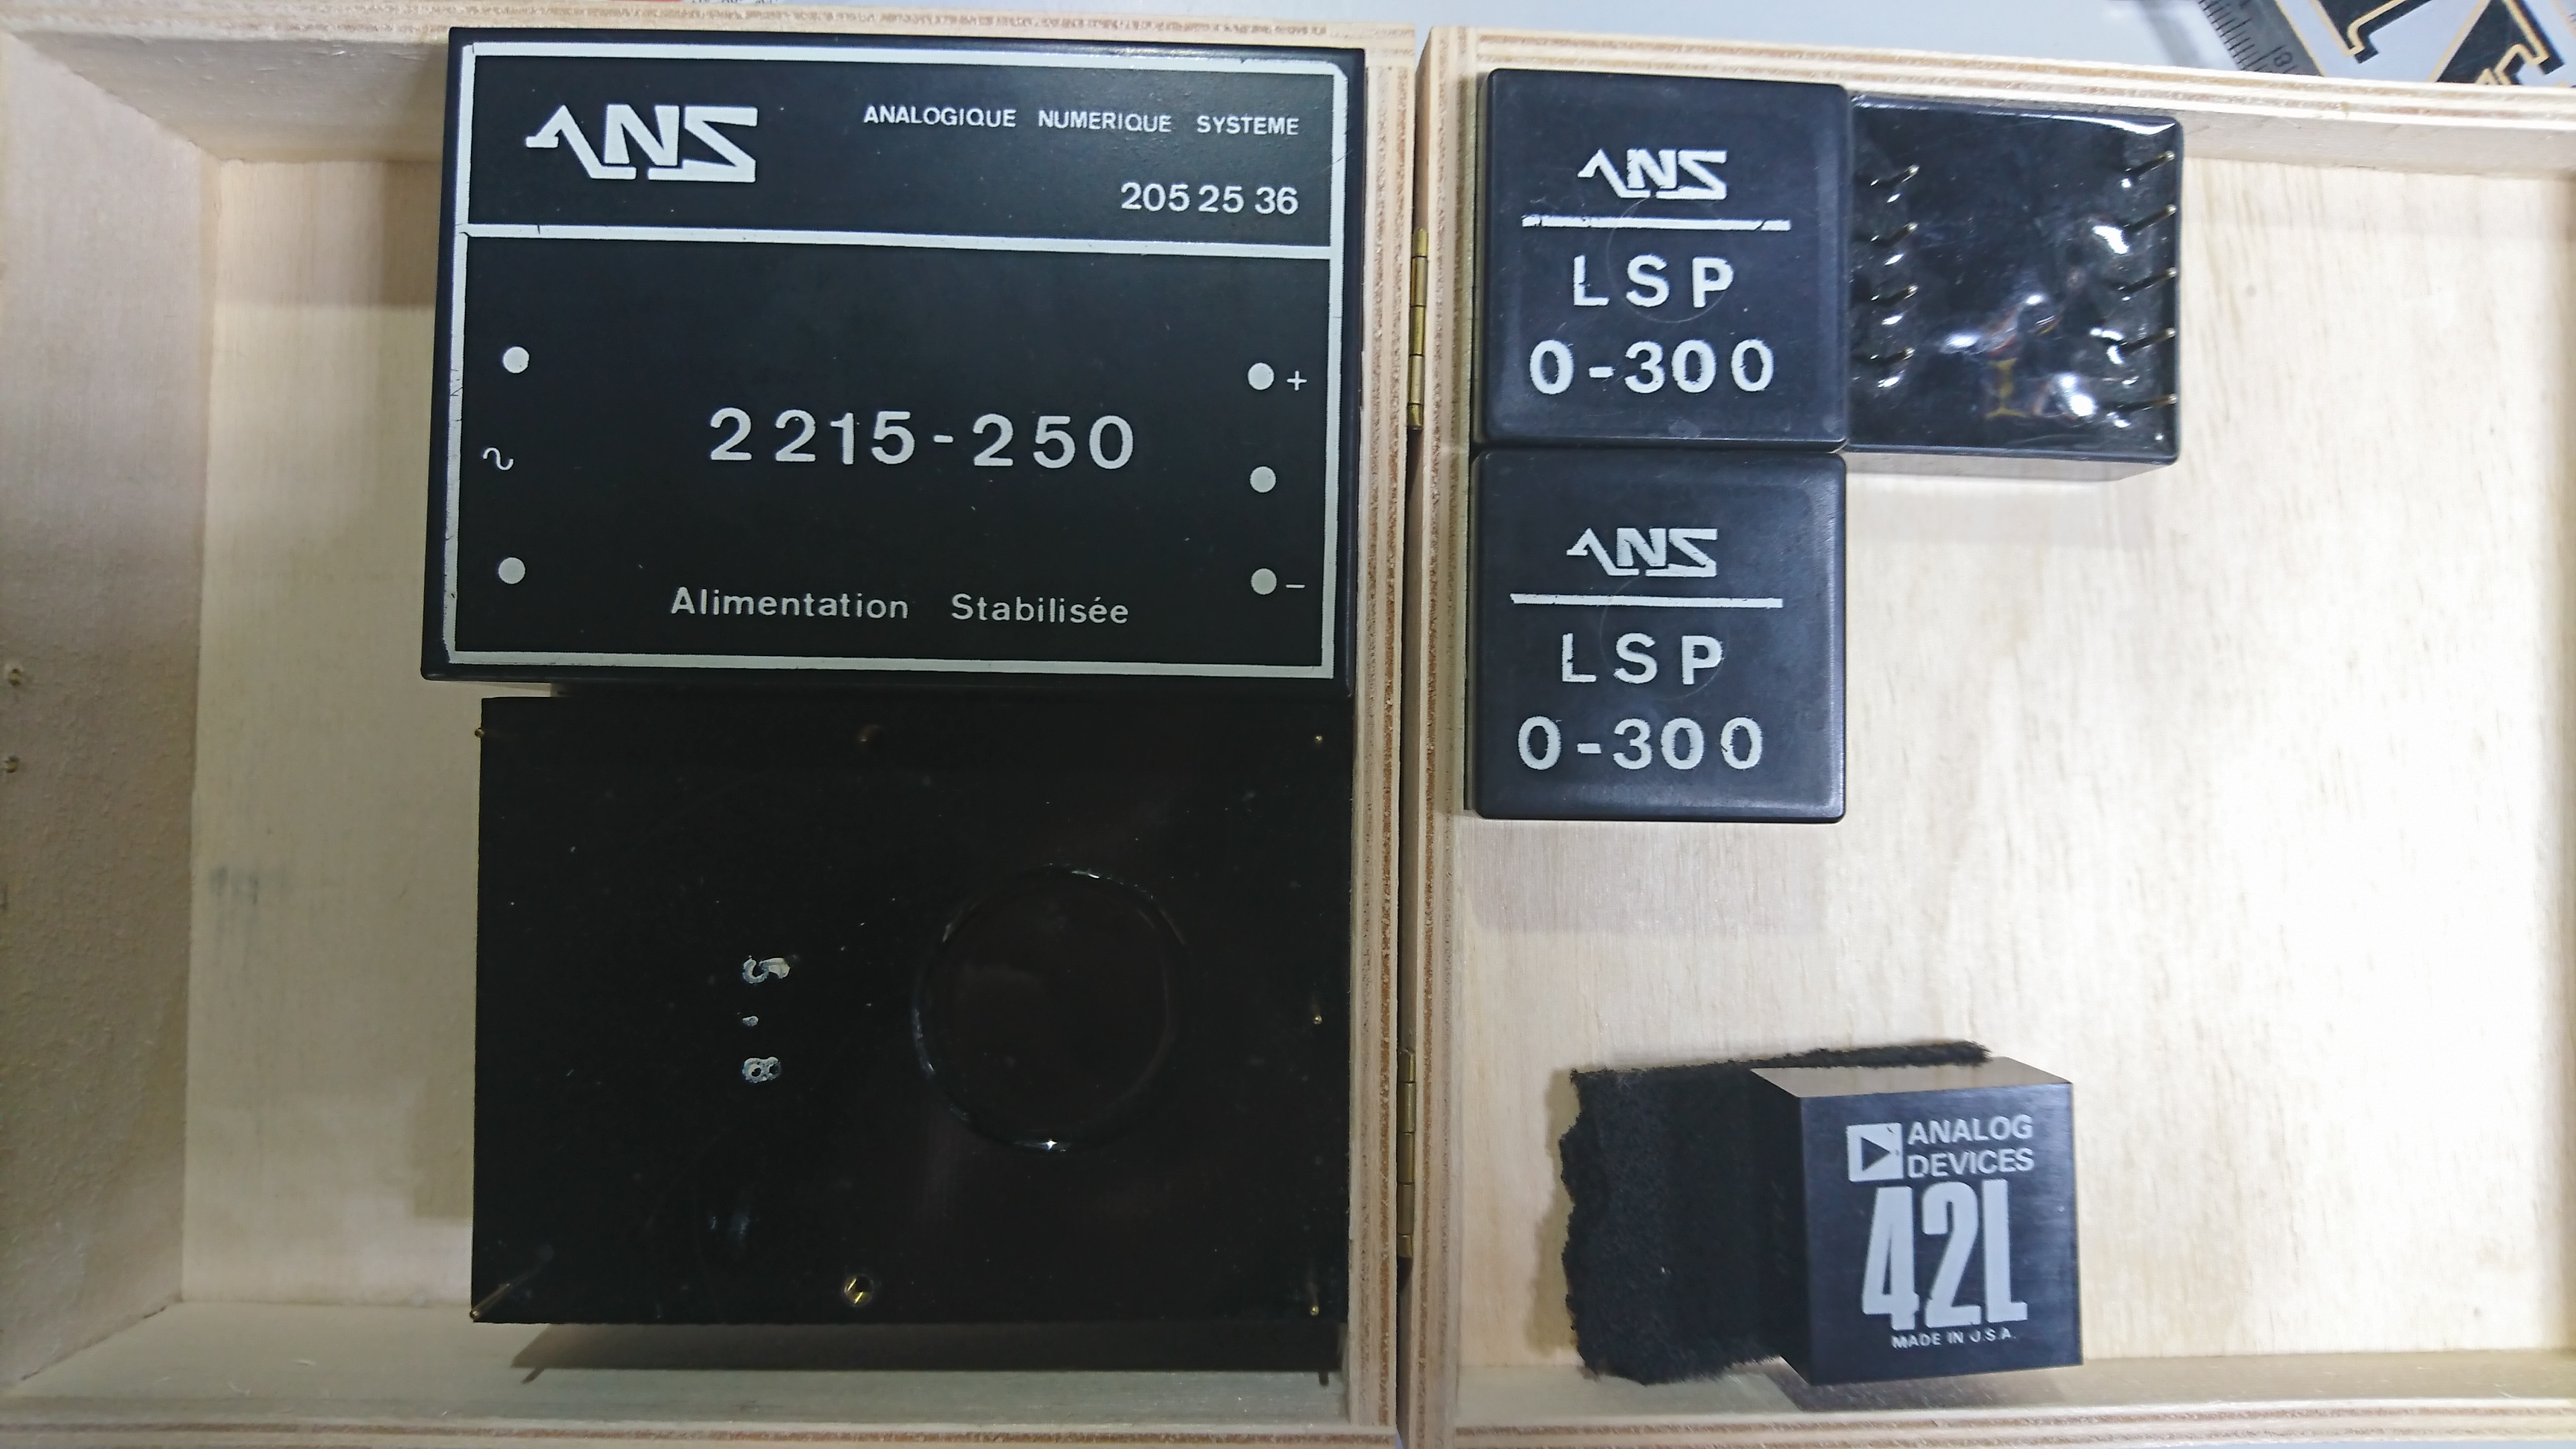 ANS
ANALOGIQUE NUMERIQUE SYSTEME
205 25 36
+
2215-250
~
−
Alimentation Stabilisée
5.8
ANS
LSP
0-300
ANS
LSP
0-300
ANALOG
DEVICES
42L
MADE IN U.S.A.